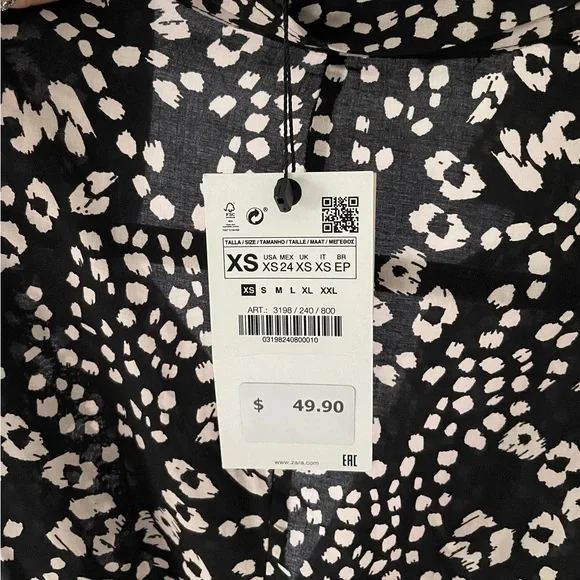 FSC
TALLA / SIZE / TAMANHO / TAILLE / MAAT / ΜΕΓΕΘΟΣ
XS USA MEX UK IT BR
XS 24 XS XS EP
XS S M L XL XXL
ART.: 3198 / 240 / 800
03198240800010
$ 49.90
www.zara.com EAC